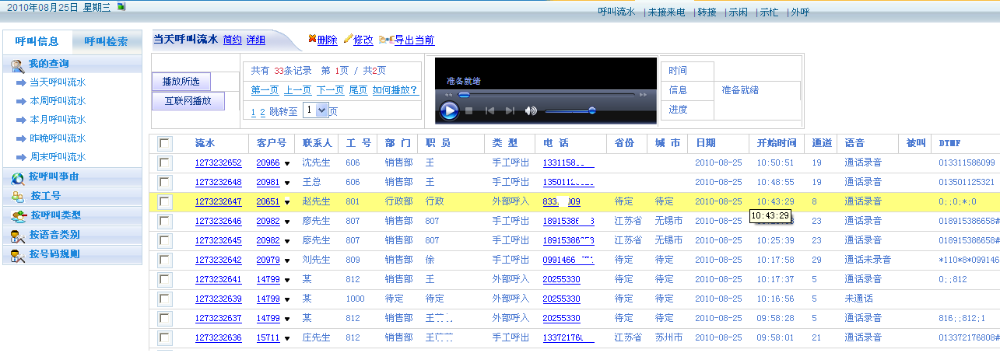 2010年08月25日 星期三
呼叫流水 |未接来电 |转接 |示闲 |示忙 |外呼
呼叫信息 呼叫检索
我的查询
当天呼叫流水
本周呼叫流水
本月呼叫流水
昨晚呼叫流水
周末呼叫流水
按呼叫事由
按工号
按呼叫类型
按语音类别
按号码规则
当天呼叫流水 简约 详细 删除 修改 导出当前
播放所选
互联网播放
共有 33条记录 第 1页 / 共2页
第一页 上一页 下一页 尾页 如何播放?
1 2 跳转至 1 页
准备就绪
时间
信息 准备就绪
进度
流水 客户号 联系人 工 号 部 门 职 员 类 型 电 话 省份 城 市 日期 开始时间 通道 语音 被叫 DTMF
1273232652 20966 沈先生 606 销售部 王 手工呼出 1331158 2010-08-25 10:50:51 19 通话录音 013311586099
1273232648 20981 王总 606 销售部 王 手工呼出 1350112 2010-08-25 10:48:55 19 通话录音 013501125321
1273232647 20651 赵先生 801 行政部 行政 外部呼入 833 009 待定 待定 2010-08-25 10:43:29 8 通话录音 0;;0;*;0
10:43:29
1273232646 20982 廖先生 807 销售部 807 手工呼出 18915386 3 江苏省 无锡市 2010-08-25 23 通话录音 018915386658#
1273232645 20982 廖先生 807 销售部 807 手工呼出 18915386 3 江苏省 无锡市 2010-08-25 10:25:39 23 通话录音 018915386658#
1273232642 20979 刘先生 809 销售部 徐 手工呼出 0991466 待定 待定 2010-08-25 10:17:58 29 通话未录音 *110*8*099146
1273232641 14799 某 812 销售部 王 外部呼入 20255330 待定 待定 2010-08-25 10:17:37 5 通话录音 0;;812
1273232639 14799 某 1000 待定 待定 外部呼入 20255330 待定 待定 2010-08-25 10:16:56 5 未通话
1273232637 14799 某 812 销售部 王 外部呼入 20255330 待定 待定 2010-08-25 09:58:28 5 通话录音 816;;812;1
1273232636 15711 庄先生 812 销售部 王 手工呼出 13372176 江苏省 苏州市 2010-08-25 09:58:01 21 通话录音 013372176808#